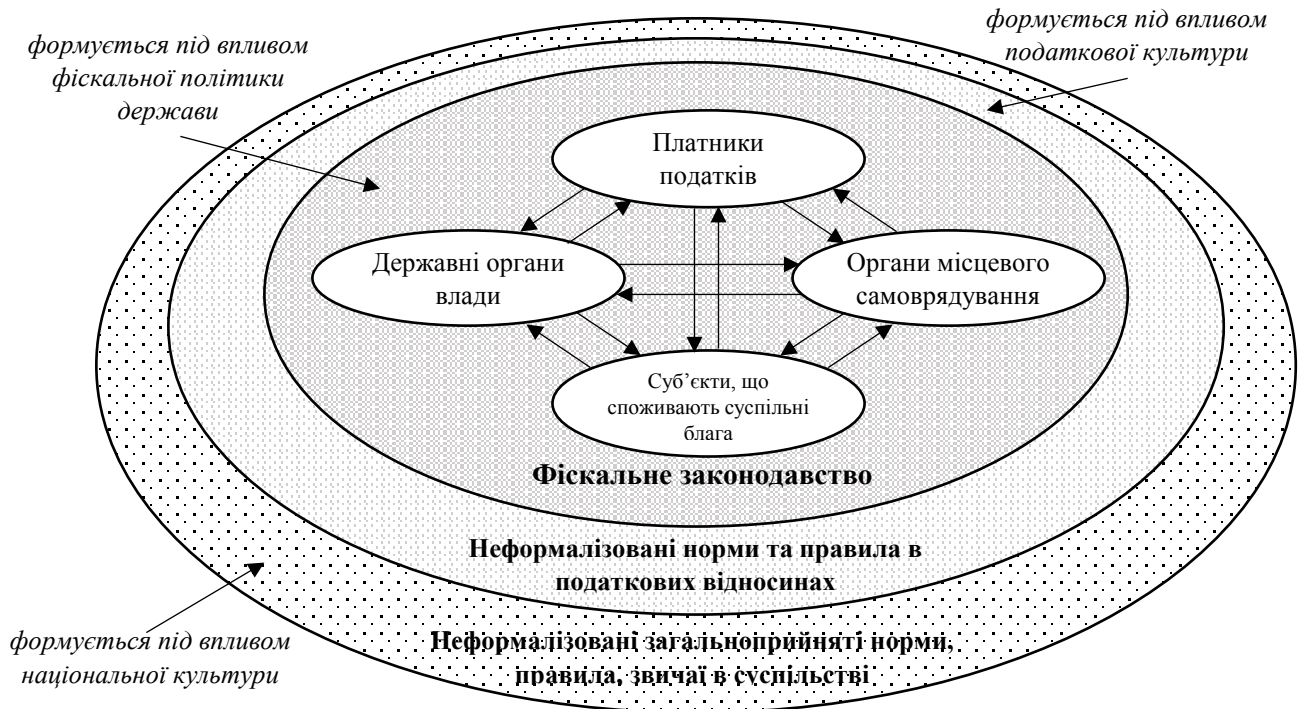 формується під впливом
фіскальної політики
держави
формується під впливом
податкової культури
Платники
податків
Державні органи
влади
Органи місцевого
самоврядування
Суб’єкти, що
споживають суспільні
блага
Фіскальне законодавство
Неформалізовані норми та правила в
податкових відносинах
формується під впливом
національної культури
Неформалізовані загальноприйняті норми,
правила, звичаї в суспільстві